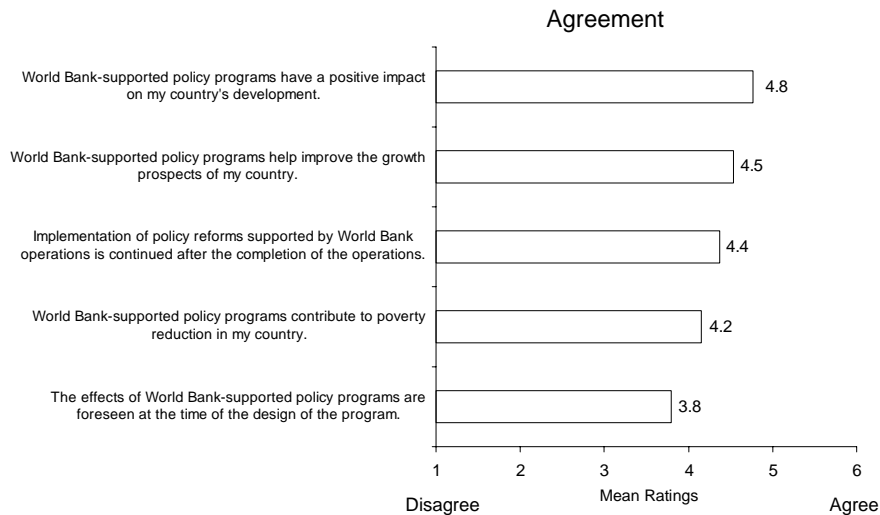 Agreement
World Bank-supported policy programs have a positive impact
on my country's development.
4.8
World Bank-supported policy programs help improve the growth
prospects of my country.
4.5
Implementation of policy reforms supported by World Bank
operations is continued after the completion of the operations.
4.4
World Bank-supported policy programs contribute to poverty
reduction in my country.
4.2
The effects of World Bank-supported policy programs are
foreseen at the time of the design of the program.
3.8
1 2 3 4 5 6
Disagree Mean Ratings Agree